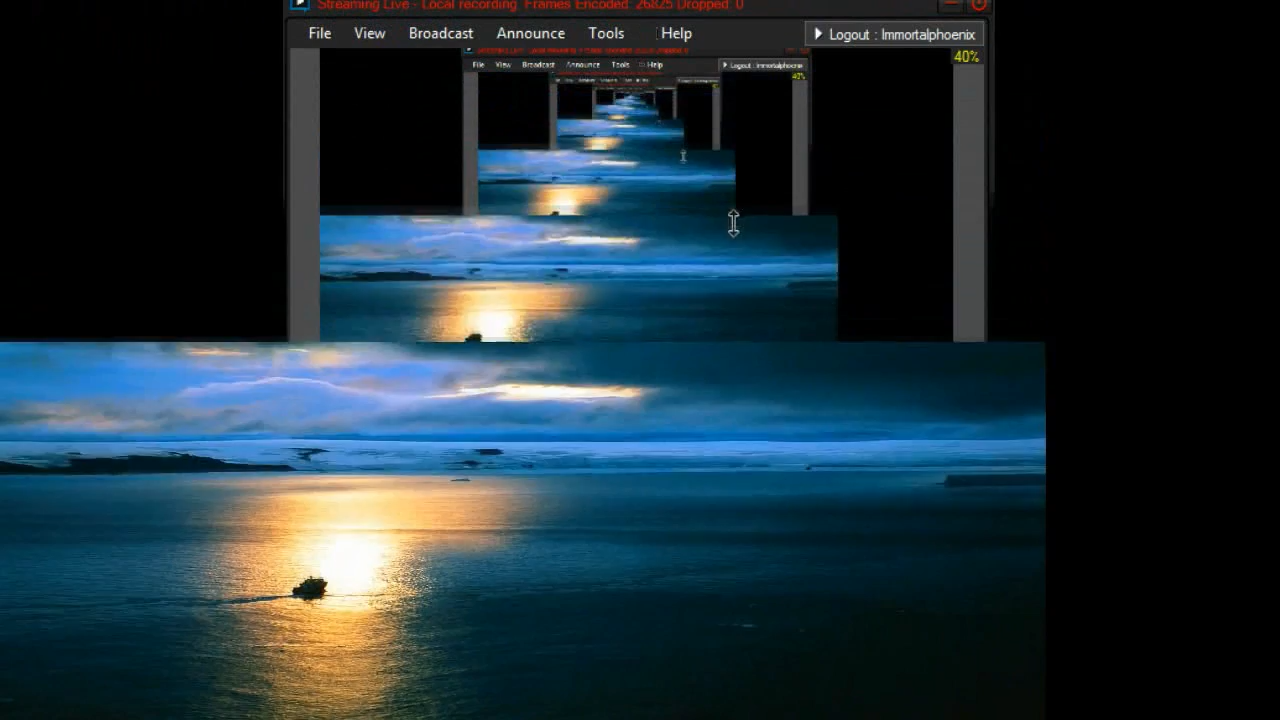 Streaming Live - Local recording. Frames Encoded: 26825 Dropped: 0
File View Broadcast Announce Tools Help Logout : Immortalphoenix
40%
File View Broadcast Announce Tools Help Logout : Immortalphoenix
40%